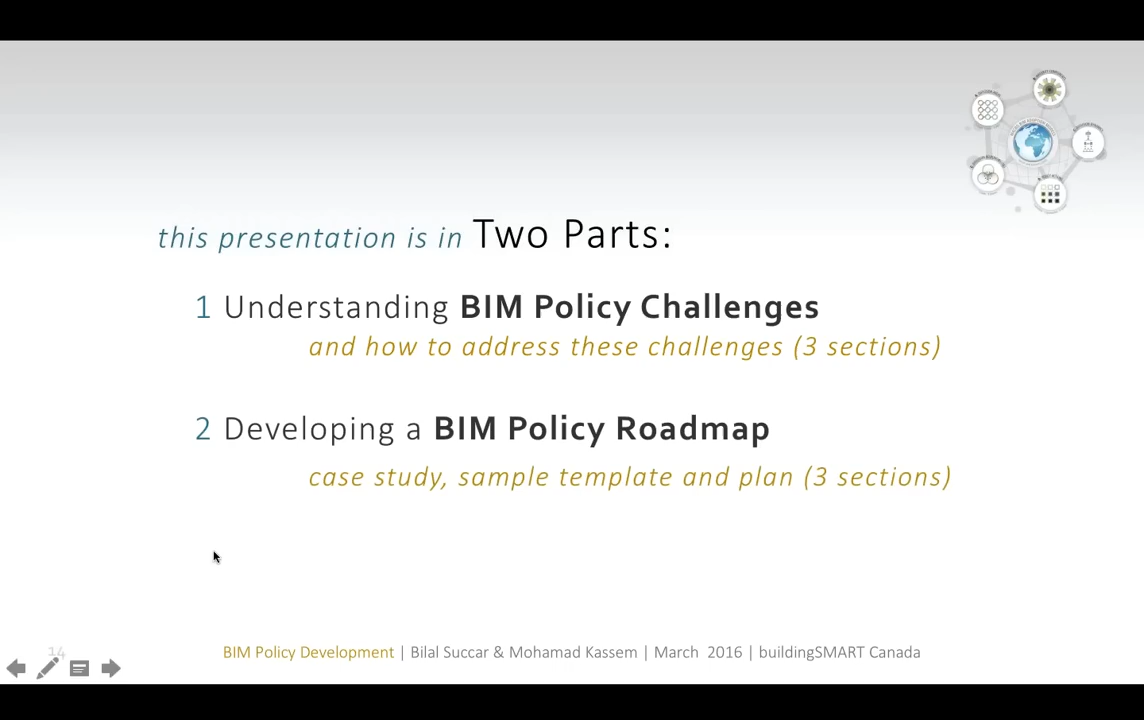 this presentation is in Two Parts:
1 Understanding BIM Policy Challenges
and how to address these challenges (3 sections)
2 Developing a BIM Policy Roadmap
case study, sample template and plan (3 sections)
14
BIM Policy Development | Bilal Succar & Mohamad Kassem | March 2016 | buildingSMART Canada